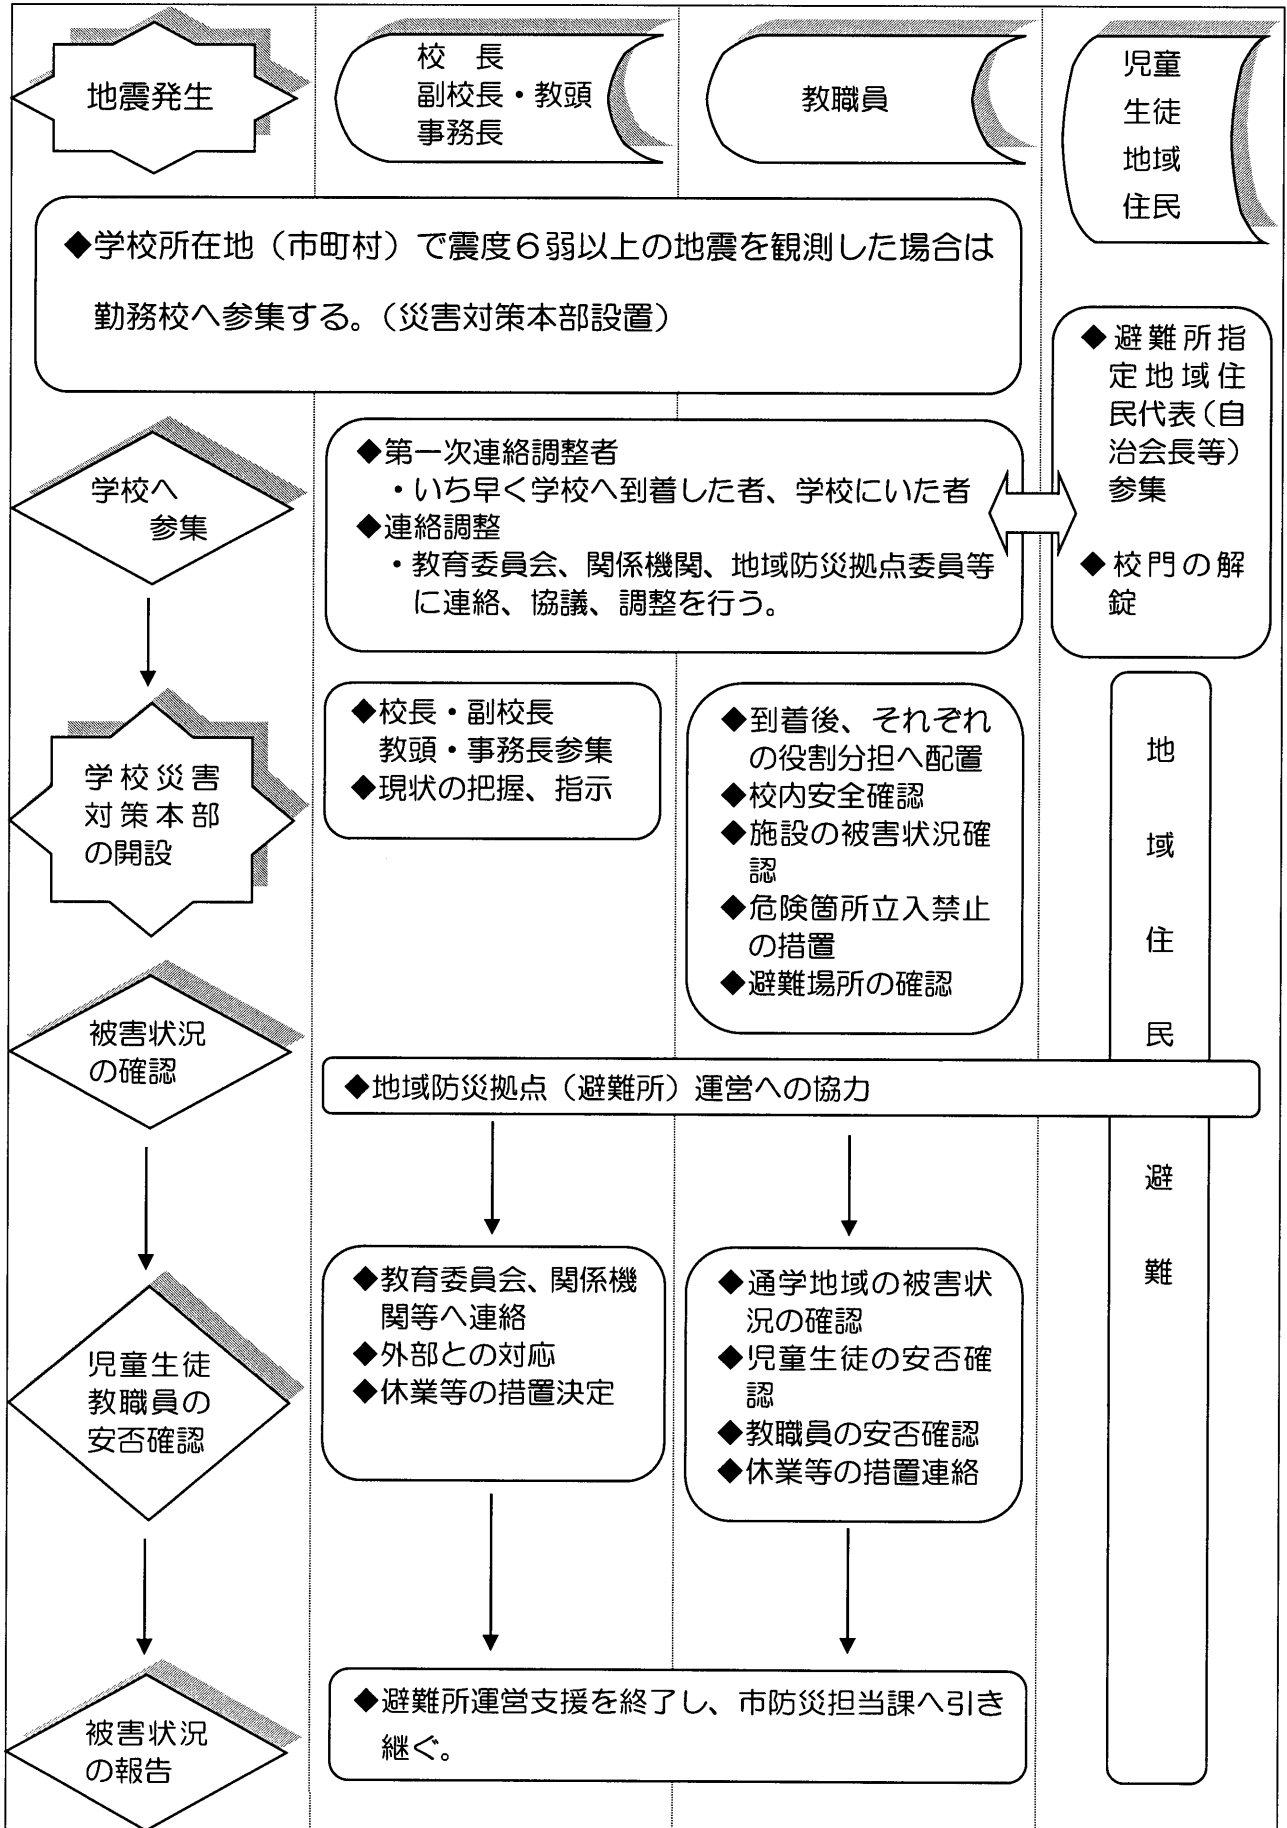 地震発生
校　長
副校長・教頭
事務長
教職員
児童
生徒
地域
住民
◆学校所在地（市町村）で震度６弱以上の地震を観測した場合は
勤務校へ参集する。（災害対策本部設置）
学校へ
参集
◆第一次連絡調整者
・いち早く学校へ到着した者、学校にいた者
◆連絡調整
・教育委員会、関係機関、地域防災拠点委員等
に連絡、協議、調整を行う。
◆避難所指
定地域住
民代表（自
治会長等）
参集
◆校門の解
錠
学校災害
対策本部
の開設
◆校長・副校長
教頭・事務長参集
◆現状の把握、指示
◆到着後、それぞれ
の役割分担へ配置
◆校内安全確認
◆施設の被害状況確
認
◆危険箇所立入禁止
の措置
◆避難場所の確認
地
域
住
民
避
難
被害状況
の確認
◆地域防災拠点（避難所）運営への協力
児童生徒
教職員の
安否確認
◆教育委員会、関係機
関等へ連絡
◆外部との対応
◆休業等の措置決定
◆通学地域の被害状
況の確認
◆児童生徒の安否確
認
◆教職員の安否確認
◆休業等の措置連絡
被害状況
の報告
◆避難所運営支援を終了し、市防災担当課へ引き
継ぐ。